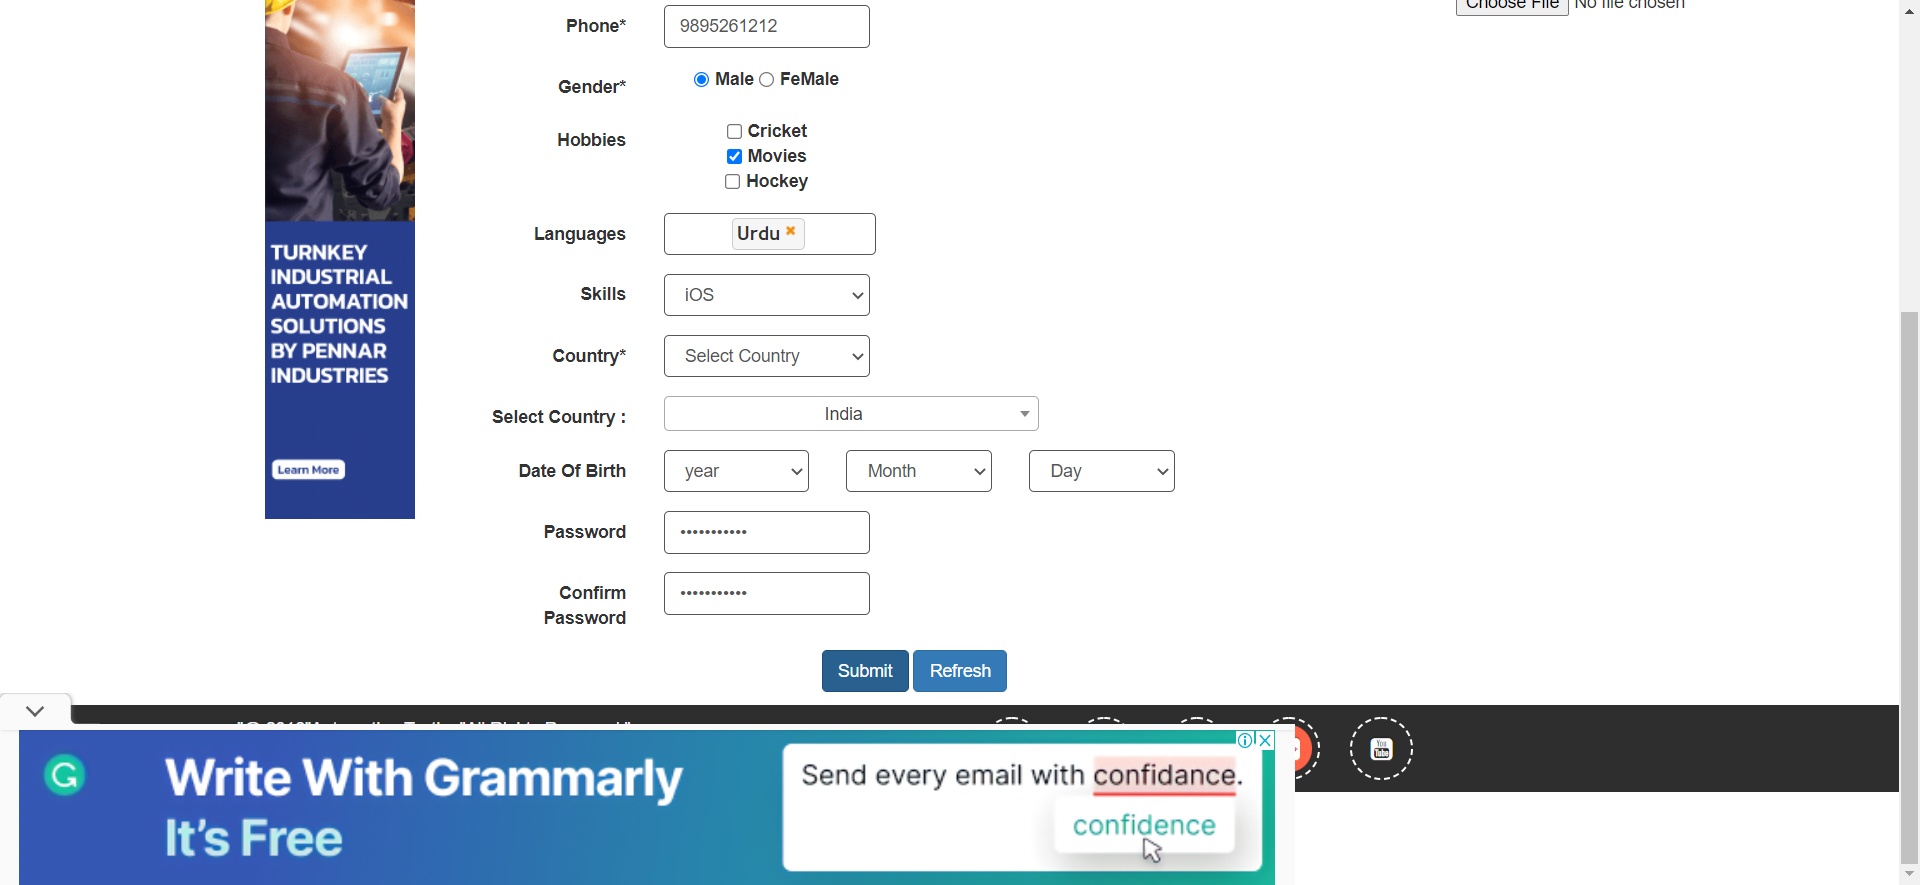 Choose File No file chosen
Phone* 9895261212
Gender* Male FeMale
Hobbies Cricket
Movies
Hockey
Languages Urdu ✖
Skills iOS
Country* Select Country
Select Country : India
Date Of Birth year Month Day
Password •••••••••••
Confirm •••••••••••
Password
Submit Refresh
TURNKEY
INDUSTRIAL
AUTOMATION
SOLUTIONS
BY PENNAR
INDUSTRIES
Learn More
You
Tube
G
Write With Grammarly
It's Free
Send every email with confidance.
confidence